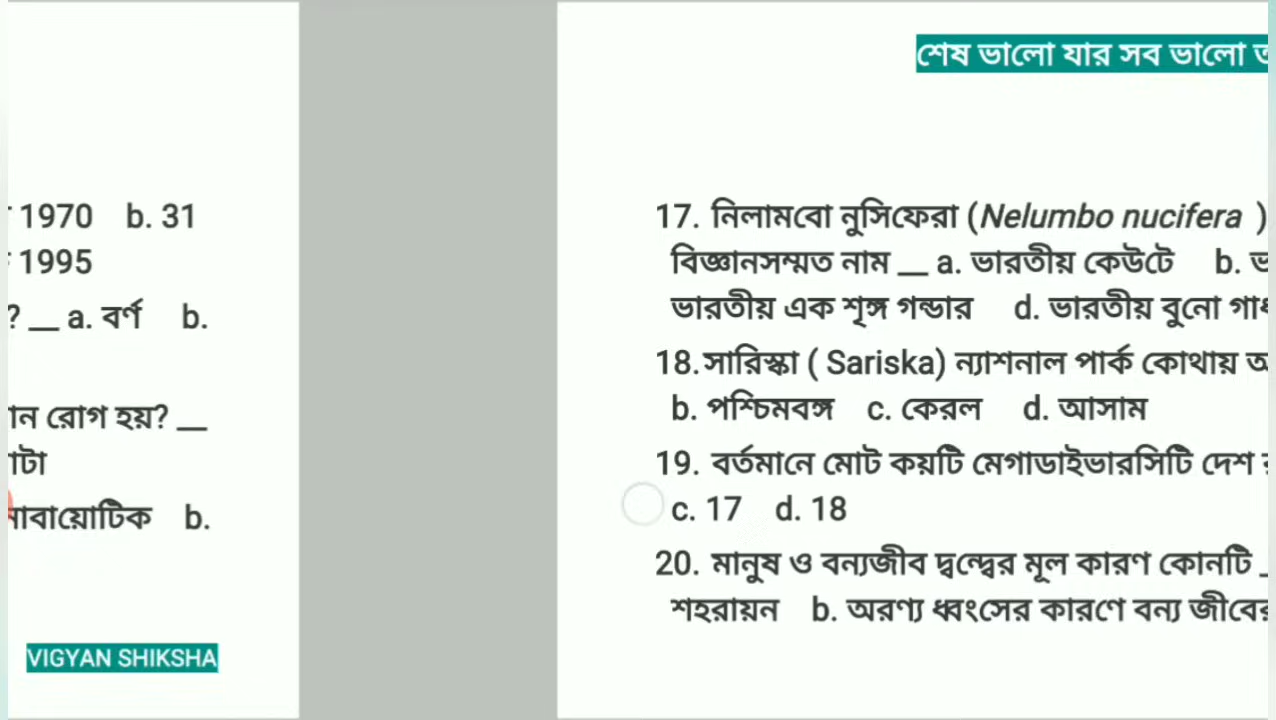 1970 b. 31
1995
? __ a. বর্ণ b.
রোগ হয়? __
b.
VIGYAN SHIKSHA
শেষ ভালো যার সব ভালো
17. নিলামবো নুসিফেরা (Nelumbo nucifera )
বিজ্ঞানসম্মত নাম __ a. ভারতীয় কেউটে b.
ভারতীয় এক শৃঙ্গ গন্ডার d. ভারতীয় বুনো
18.সারিস্কা ( Sariska) ন্যাশনাল পার্ক কোথায়
b. পশ্চিমবঙ্গ c. কেরল d. আসাম
19. বর্তমানে মোট কয়টি মেগাডাইভারসিটি দেশ
c. 17 d. 18
20. মানুষ ও বন্যজীব দ্বন্দ্বের মূল কারণ কোনটি _
শহরায়ন b. অরণ্য ধ্বংসের কারণে বন্য